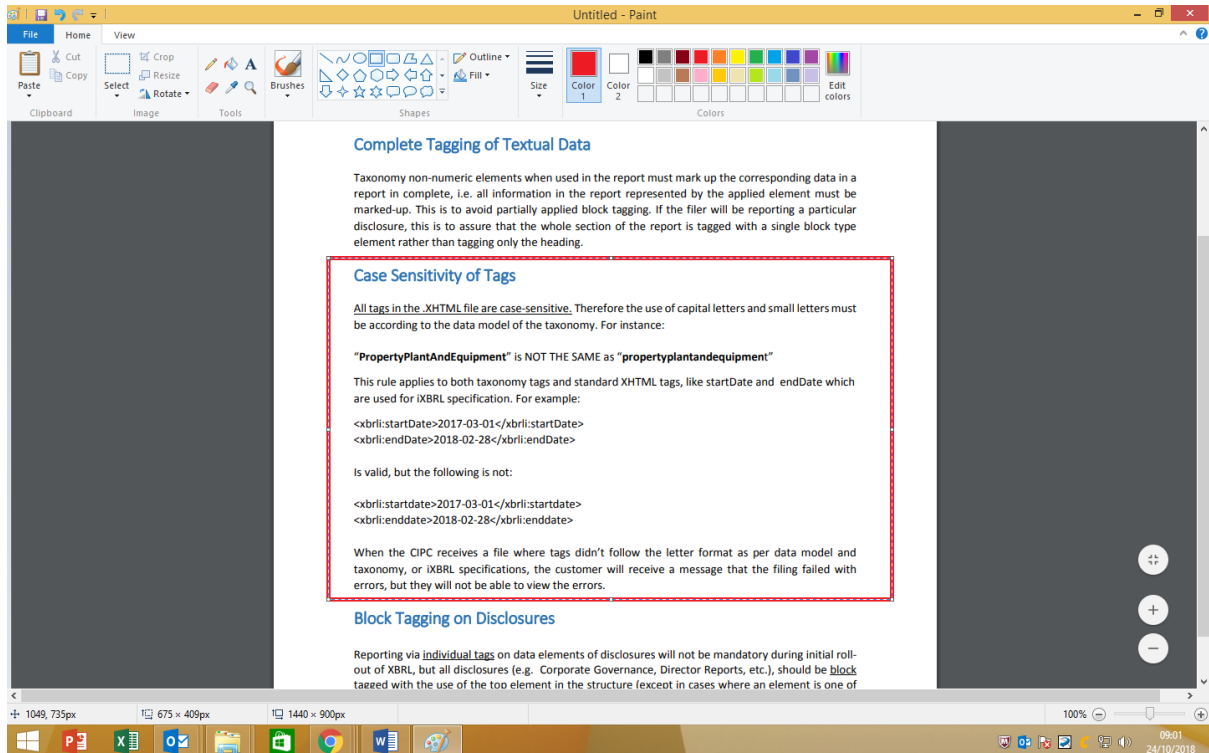 Untitled - Paint
File Home View
Cut
Copy
Paste
Clipboard
Crop
Resize
Rotate
Select
Image
A
Tools
Brushes
Outline
Fill
Shapes
Size
Color 1
Color 2
Edit colors
Colors
Complete Tagging of Textual Data
Taxonomy non-numeric elements when used in the report must mark up the corresponding data in a
report in complete, i.e. all information in the report represented by the applied element must be
marked-up. This is to avoid partially applied block tagging. If the filer will be reporting a particular
disclosure, this is to assure that the whole section of the report is tagged with a single block type
element rather than tagging only the heading.
Case Sensitivity of Tags
All tags in the .XHTML file are case-sensitive. Therefore the use of capital letters and small letters must
be according to the data model of the taxonomy. For instance:
“PropertyPlantAndEquipment” is NOT THE SAME as “propertyplantandequipment”
This rule applies to both taxonomy tags and standard XHTML tags, like startDate and endDate which
are used for iXBRL specification. For example:
<xbrli:startDate>2017-03-01</xbrli:startDate>
<xbrli:endDate>2018-02-28</xbrli:endDate>
Is valid, but the following is not:
<xbrli:startdate>2017-03-01</xbrli:startdate>
<xbrli:enddate>2018-02-28</xbrli:enddate>
When the CIPC receives a file where tags didn’t follow the letter format as per data model and
taxonomy, or iXBRL specifications, the customer will receive a message that the filing failed with
errors, but they will not be able to view the errors.
Block Tagging on Disclosures
Reporting via individual tags on data elements of disclosures will not be mandatory during initial roll-
out of XBRL, but all disclosures (e.g. Corporate Governance, Director Reports, etc.), should be block
tagged with the use of the top element in the structure (except in cases where an element is one of
1049, 735px 675 × 409px 1440 × 900px 100%
09:01
24/10/2018